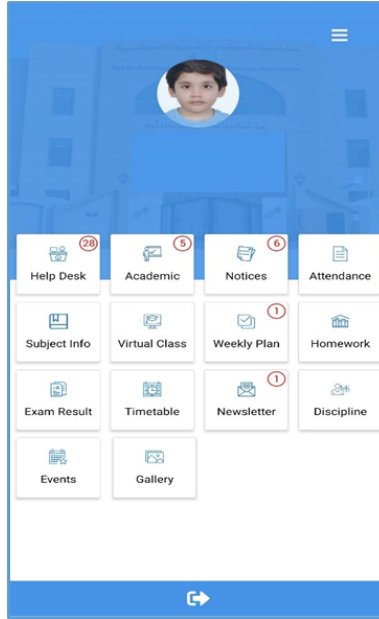 28
5
6
Help Desk
Academic
Notices
Attendance
1
Subject Info
Virtual Class
Weekly Plan
Homework
1
Exam Result
Timetable
Newsletter
Discipline
Events
Gallery